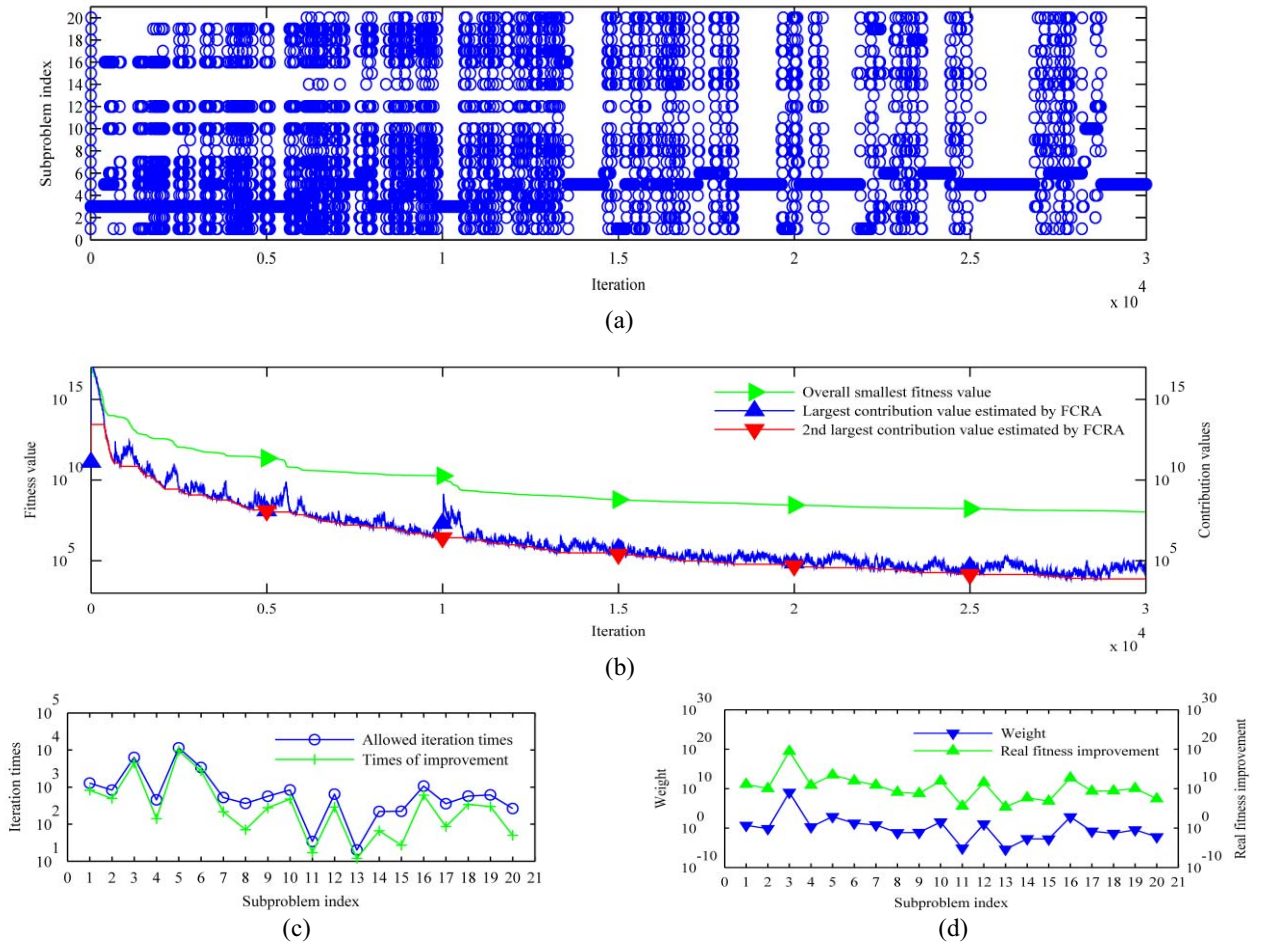 20
18
16
14
12
10
8
6
4
2
0
Subproblem index
0 0.5 1 1.5 2 2.5 3
Iteration
x 10 4
(a)
10 15
10 10
10 5
Fitness value
Overall smallest fitness value
Largest contribution value estimated by FCRA
2nd largest contribution value estimated by FCRA
10 15
10 10
10 5
Contribution values
0 0.5 1 1.5 2 2.5 3
Iteration
x 10 4
(b)
10 5
10 4
10 3
10 2
10 1
Iteration times
Allowed iteration times
Times of improvement
0 1 2 3 4 5 6 7 8 9 10 11 12 13 14 15 16 17 18 19 20 21
Subproblem index
(c)
10 30
10 20
10 10
10 0
10 -10
Weight
Weight
Real fitness improvement
10 30
10 20
10 10
10 0
10 -10
Real fitness improvement
0 1 2 3 4 5 6 7 8 9 10 11 12 13 14 15 16 17 18 19 20 21
Subproblem index
(d)